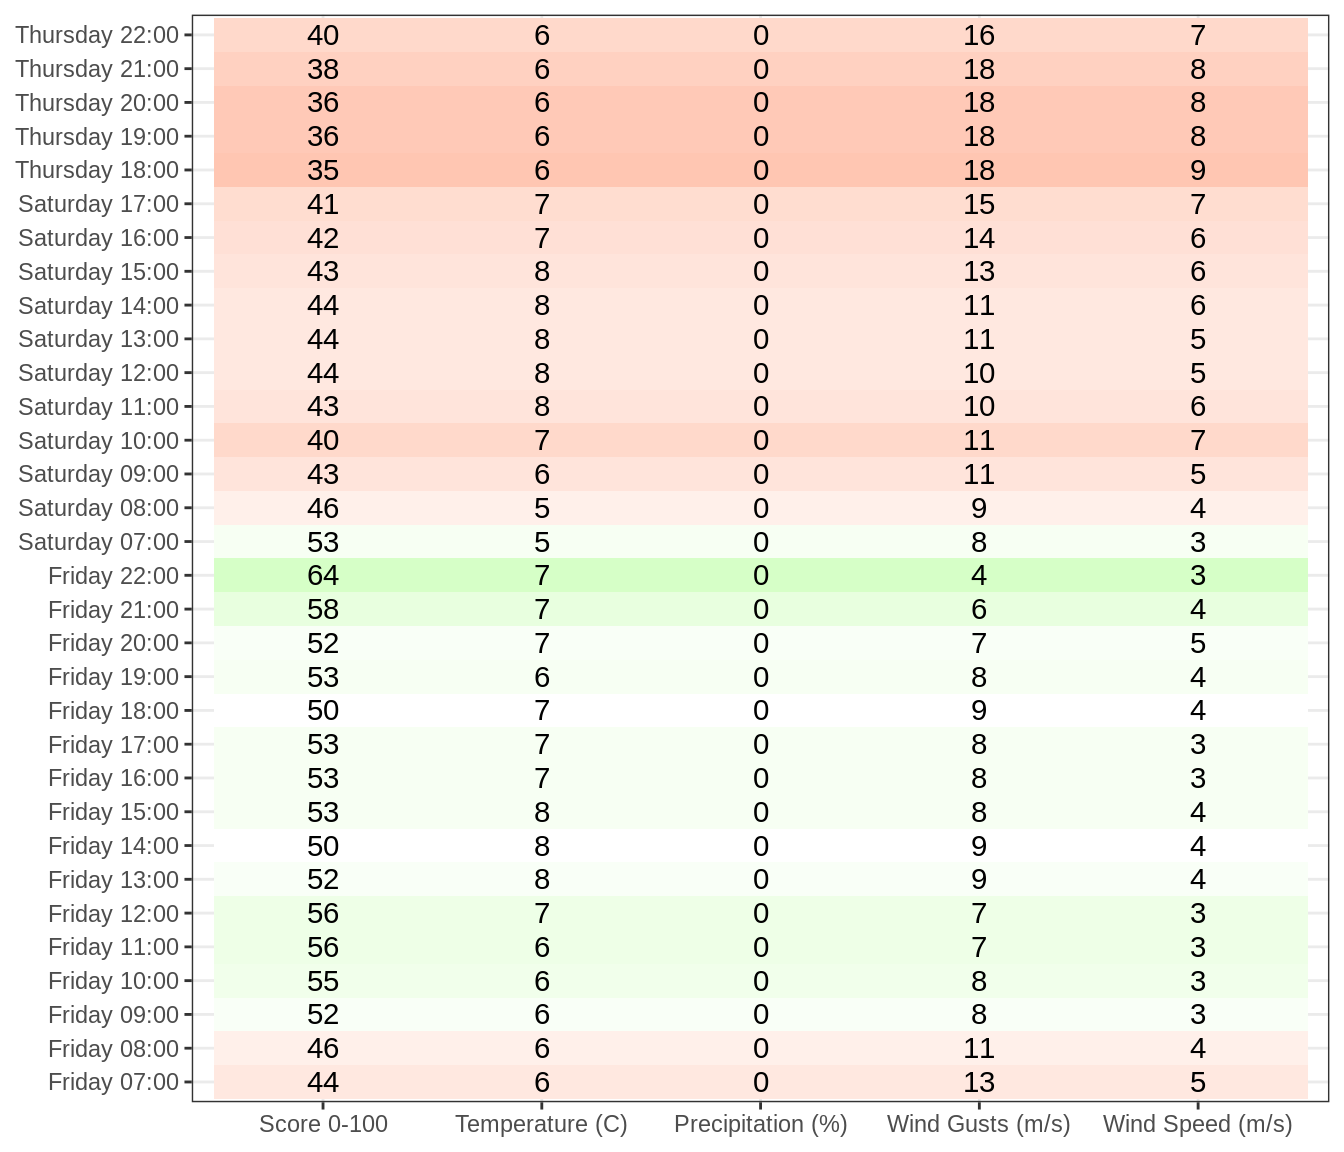 Thursday 22:00 40 6 0 16 7
Thursday 21:00 38 6 0 18 8
Thursday 20:00 36 6 0 18 8
Thursday 19:00 36 6 0 18 8
Thursday 18:00 35 6 0 18 9
Saturday 17:00 41 7 0 15 7
Saturday 16:00 42 7 0 14 6
Saturday 15:00 43 8 0 13 6
Saturday 14:00 44 8 0 11 6
Saturday 13:00 44 8 0 11 5
Saturday 12:00 44 8 0 10 5
Saturday 11:00 43 8 0 10 6
Saturday 10:00 40 7 0 11 7
Saturday 09:00 43 6 0 11 5
Saturday 08:00 46 5 0 9 4
Saturday 07:00 53 5 0 8 3
Friday 22:00 64 7 0 4 3
Friday 21:00 58 7 0 6 4
Friday 20:00 52 7 0 7 5
Friday 19:00 53 6 0 8 4
Friday 18:00 50 7 0 9 4
Friday 17:00 53 7 0 8 3
Friday 16:00 53 7 0 8 3
Friday 15:00 53 8 0 8 4
Friday 14:00 50 8 0 9 4
Friday 13:00 52 8 0 9 4
Friday 12:00 56 7 0 7 3
Friday 11:00 56 6 0 7 3
Friday 10:00 55 6 0 8 3
Friday 09:00 52 6 0 8 3
Friday 08:00 46 6 0 11 4
Friday 07:00 44 6 0 13 5
Score 0-100 Temperature (C) Precipitation (%) Wind Gusts (m/s) Wind Speed (m/s)